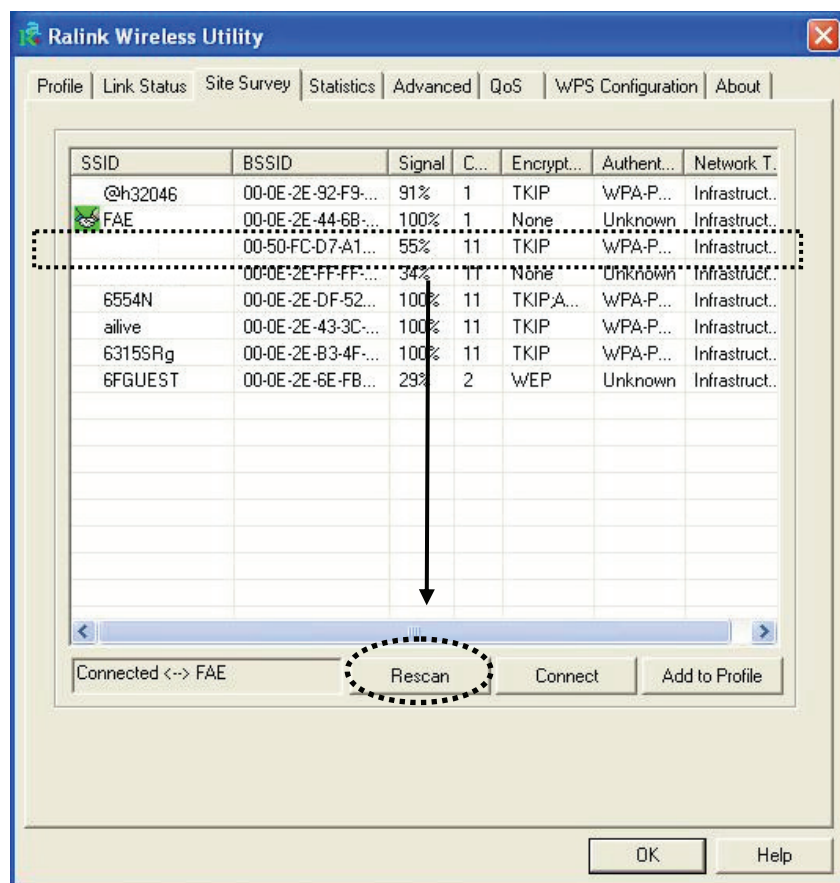 Ralink Wireless Utility
Profile Link Status Site Survey Statistics Advanced QoS WPS Configuration About
SSID BSSID Signal C... Encrypt... Authent... Network T.
@h32046 00-0E-2E-92-F9-... 91% 1 TKIP WPA-P... Infrastruct..
FAE 00-0E-2E-44-6B-... 100% 1 None Unknown Infrastruct..
00-50-FC-D7-A1... 55% 11 TKIP WPA-P... Infrastruct..
00-0E-2E-FF-FF-... 34% 11 None Unknown Infrastruct..
6554N 00-0E-2E-DF-52... 100% 11 TKIP;A... WPA-P... Infrastruct..
ailive 00-0E-2E-43-3C-... 100% 11 TKIP WPA-P... Infrastruct..
6315SRg 00-0E-2E-B3-4F-... 100% 11 TKIP WPA-P... Infrastruct..
6FGUEST 00-0E-2E-6E-FB... 29% 2 WEP Unknown Infrastruct..
Connected <--> FAE Rescan Connect Add to Profile
OK Help